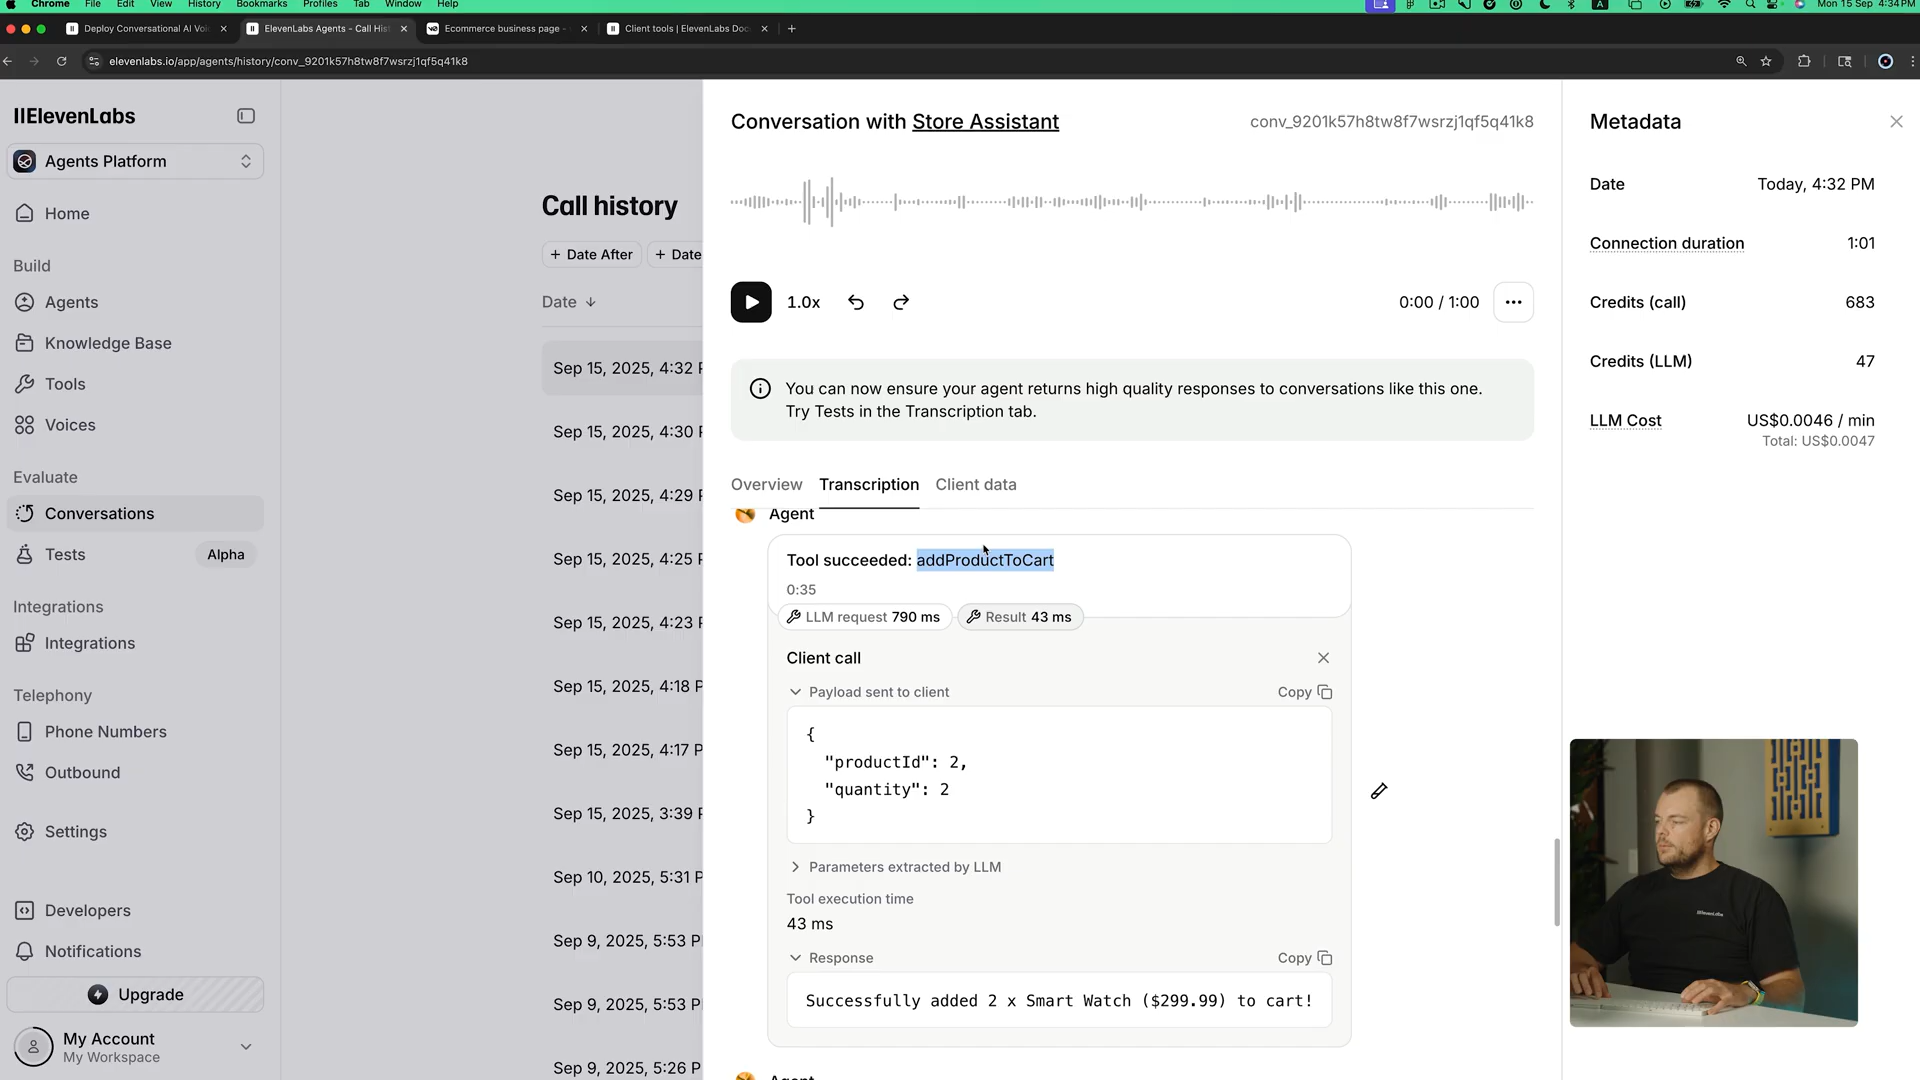 Chrome File Edit View History Bookmarks Profiles Tab Window Help
Mon 15 Sep 4:34 PM
Deploy Conversational AI Voi
ElevenLabs Agents - Call His
Ecommerce business page -
Client tools | ElevenLabs Doc
elevenlabs.io/app/agents/history/conv_9201k57h8tw8f7wsrzj1qf5q41k8
IIElevenLabs
Agents Platform
Home
Build
Agents
Knowledge Base
Tools
Voices
Evaluate
Conversations
Tests Alpha
Integrations
Integrations
Telephony
Phone Numbers
Outbound
Settings
Developers
Notifications
Upgrade
My Account
My Workspace
Call history
+ Date After + Date
Date
Sep 15, 2025, 4:32 P
Sep 15, 2025, 4:30 P
Sep 15, 2025, 4:29 P
Sep 15, 2025, 4:25 P
Sep 15, 2025, 4:23 P
Sep 15, 2025, 4:18 P
Sep 15, 2025, 4:17 P
Sep 15, 2025, 3:39 P
Sep 10, 2025, 5:31 P
Sep 9, 2025, 5:53 P
Sep 9, 2025, 5:53 P
Sep 9, 2025, 5:26 P
Conversation with Store Assistant
conv_9201k57h8tw8f7wsrzj1qf5q41k8
1.0x
0:00 / 1:00
You can now ensure your agent returns high quality responses to conversations like this one.
Try Tests in the Transcription tab.
Overview Transcription Client data
Agent
Tool succeeded: addProductToCart
0:35
LLM request 790 ms Result 43 ms
Client call
Payload sent to client Copy
{
"productId": 2,
"quantity": 2
}
Parameters extracted by LLM
Tool execution time
43 ms
Response Copy
Successfully added 2 x Smart Watch ($299.99) to cart!
Agent
Metadata
Date Today, 4:32 PM
Connection duration 1:01
Credits (call) 683
Credits (LLM) 47
LLM Cost US$0.0046 / min
Total: US$0.0047
IIElevenLabs